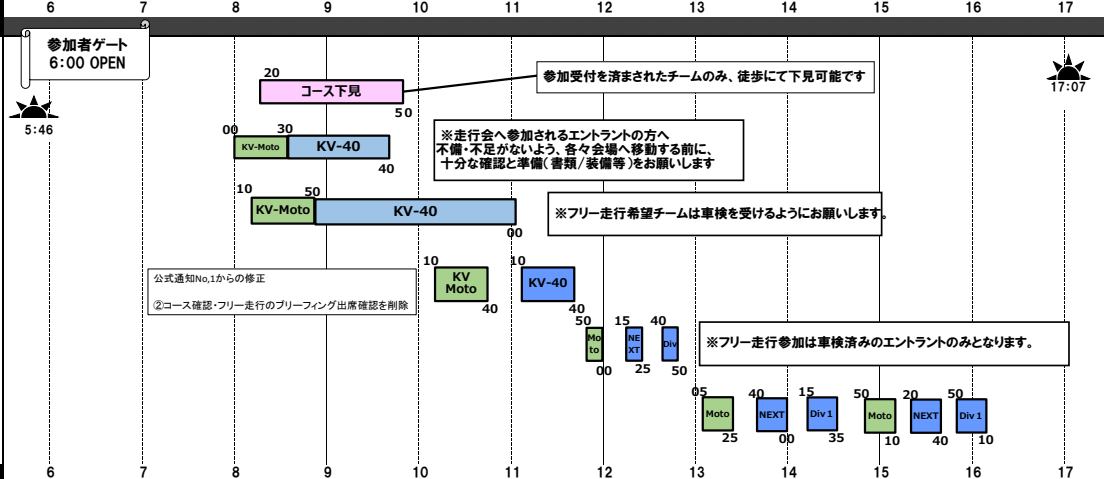 6 7 8 9 10 11 12 13 14 15 16 17
参加者ゲート
6:00 OPEN
5:46
17:07
20
コース下見
50
参加受付を済まされたチームのみ、徒歩にて下見可能です
00 30
KV-Moto KV-40
40
※走行会へ参加されるエントラントの方へ
不備・不足がないよう、各々会場へ移動する前に、
十分な確認と準備(書類/装備等)をお願いします
10 50
KV-Moto KV-40
00
※フリー走行希望チームは車検を受けるようにお願いします。
公式通知No,1からの修正
②コース確認・フリー走行のブリーフィング出席確認を削除
10 10
KV
Moto
KV-40
40 40
50 15 40
Mo
to
NE
XT
Div
00 25 50
※フリー走行参加は車検済みのエントラントのみとなります。
05 40 15 50 20 50
Moto NEXT Div1 Moto NEXT Div1
25 00 35 10 40 10
6 7 8 9 10 11 12 13 14 15 16 17